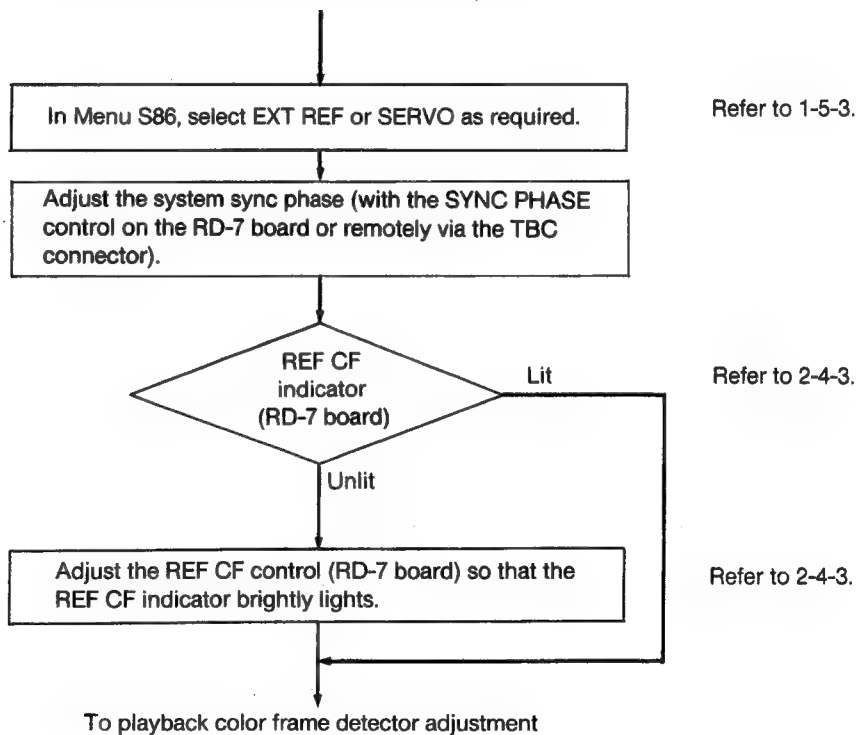 In Menu S86, select EXT REF or SERVO as required.
Refer to 1-5-3.
Adjust the system sync phase (with the SYNC PHASE
control on the RD-7 board or remotely via the TBC
connector).
REF CF
indicator
(RD-7 board)
Lit
Refer to 2-4-3.
Unlit
Adjust the REF CF control (RD-7 board) so that the
REF CF indicator brightly lights.
Refer to 2-4-3.
To playback color frame detector adjustment